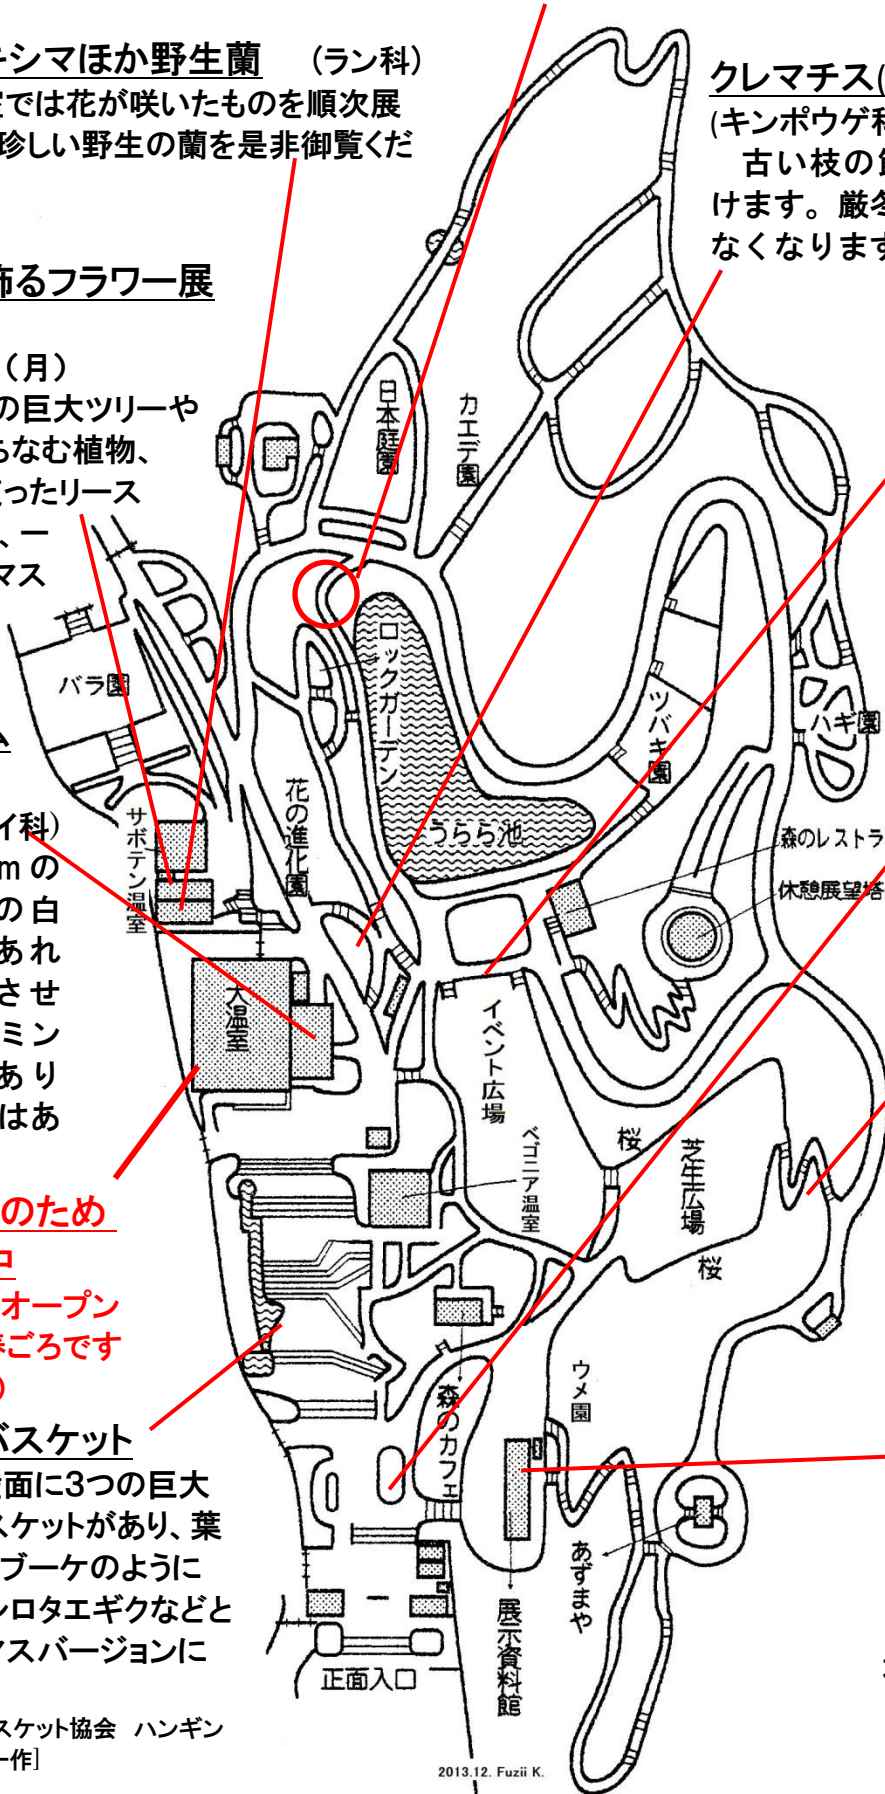 キシマほか野生蘭　(ラン科)
定では花が咲いたものを順次展
珍しい野生の蘭を是非御覧くだ
クレマチス(
(キンポウゲ科
古い枝の節
けます。厳冬
なくなります
飾るフラワー展
（月）
の巨大ツリーや
ちなむ植物、
使ったリース
、一
マス
ム
イ科)
ｍの
の白
あれ
させ
ミン
あり
はあ
のため
オープン
春ごろです
)
バスケット
面に３つの巨大
スケットがあり、葉
ブーケのように
シロタエギクなどと
マスバージョンに
スケット協会　ハンギン
ー作]
日本庭園
カエデ園
ロックガーデン
うらら池
ツバキ園
ハギ園
バラ園
サボテン温室
花の進化園
森のレストラ
休憩展望塔
大温室
イベント広場
ベゴニア温室
桜
芝生広場
桜
森のカフェ
ウメ園
あずまや
展示資料館
正面入口
2013.12. Fuzii K.